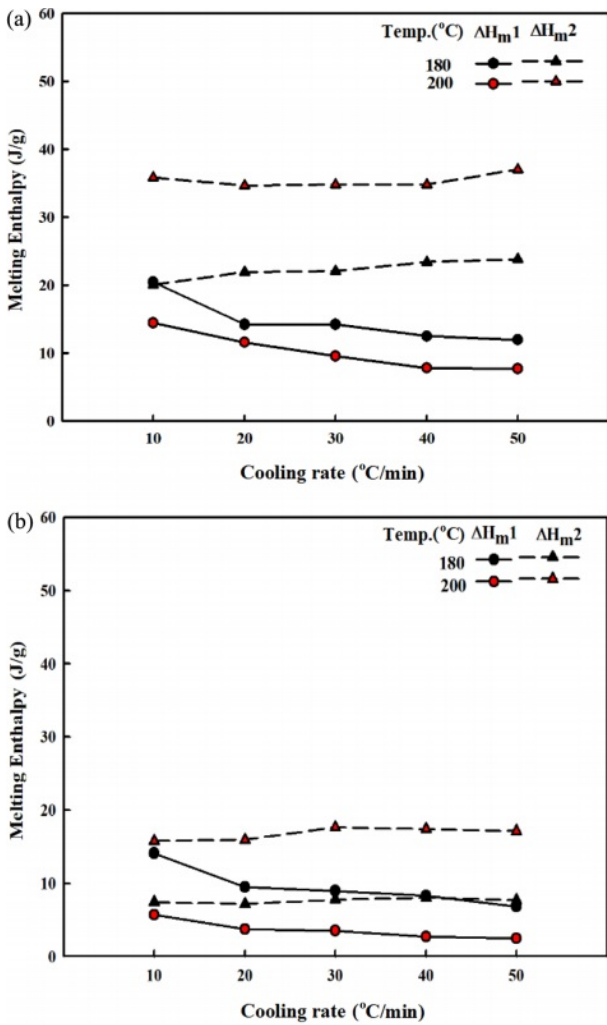 (a)
Temp.(°C) ΔHm1 ΔHm2
180
200
60
50
40
30
20
10
0
Melting Enthalpy (J/g)
10 20 30 40 50
Cooling rate (°C/min)
(b)
Temp.(°C) ΔHm1 ΔHm2
180
200
60
50
40
30
20
10
0
Melting Enthalpy (J/g)
10 20 30 40 50
Cooling rate (°C/min)